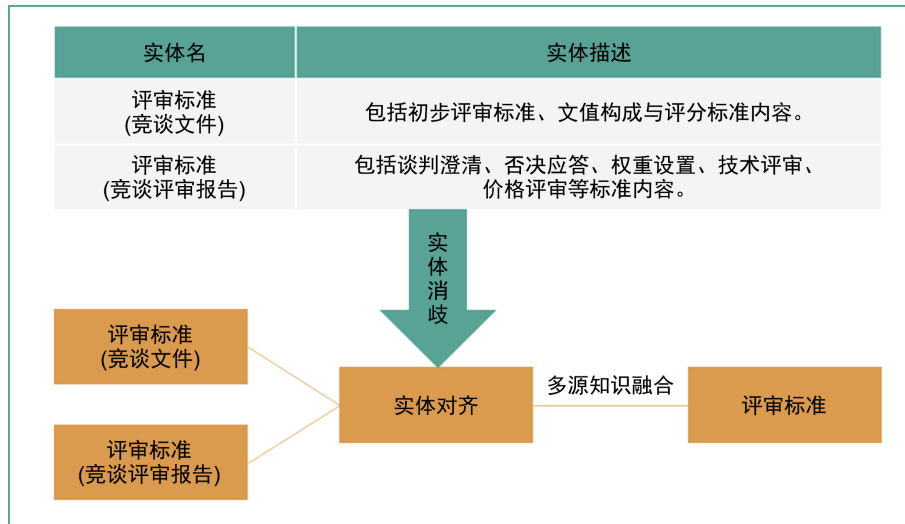 实体名
实体描述
评审标准
(竞谈文件)
包括初步评审标准、文值构成与评分标准内容。
评审标准
(竞谈评审报告)
包括谈判澄清、否决应答、权重设置、技术评审、
价格评审等标准内容。
实体消歧
评审标准
(竞谈文件)
评审标准
(竞谈评审报告)
实体对齐
多源知识融合
评审标准